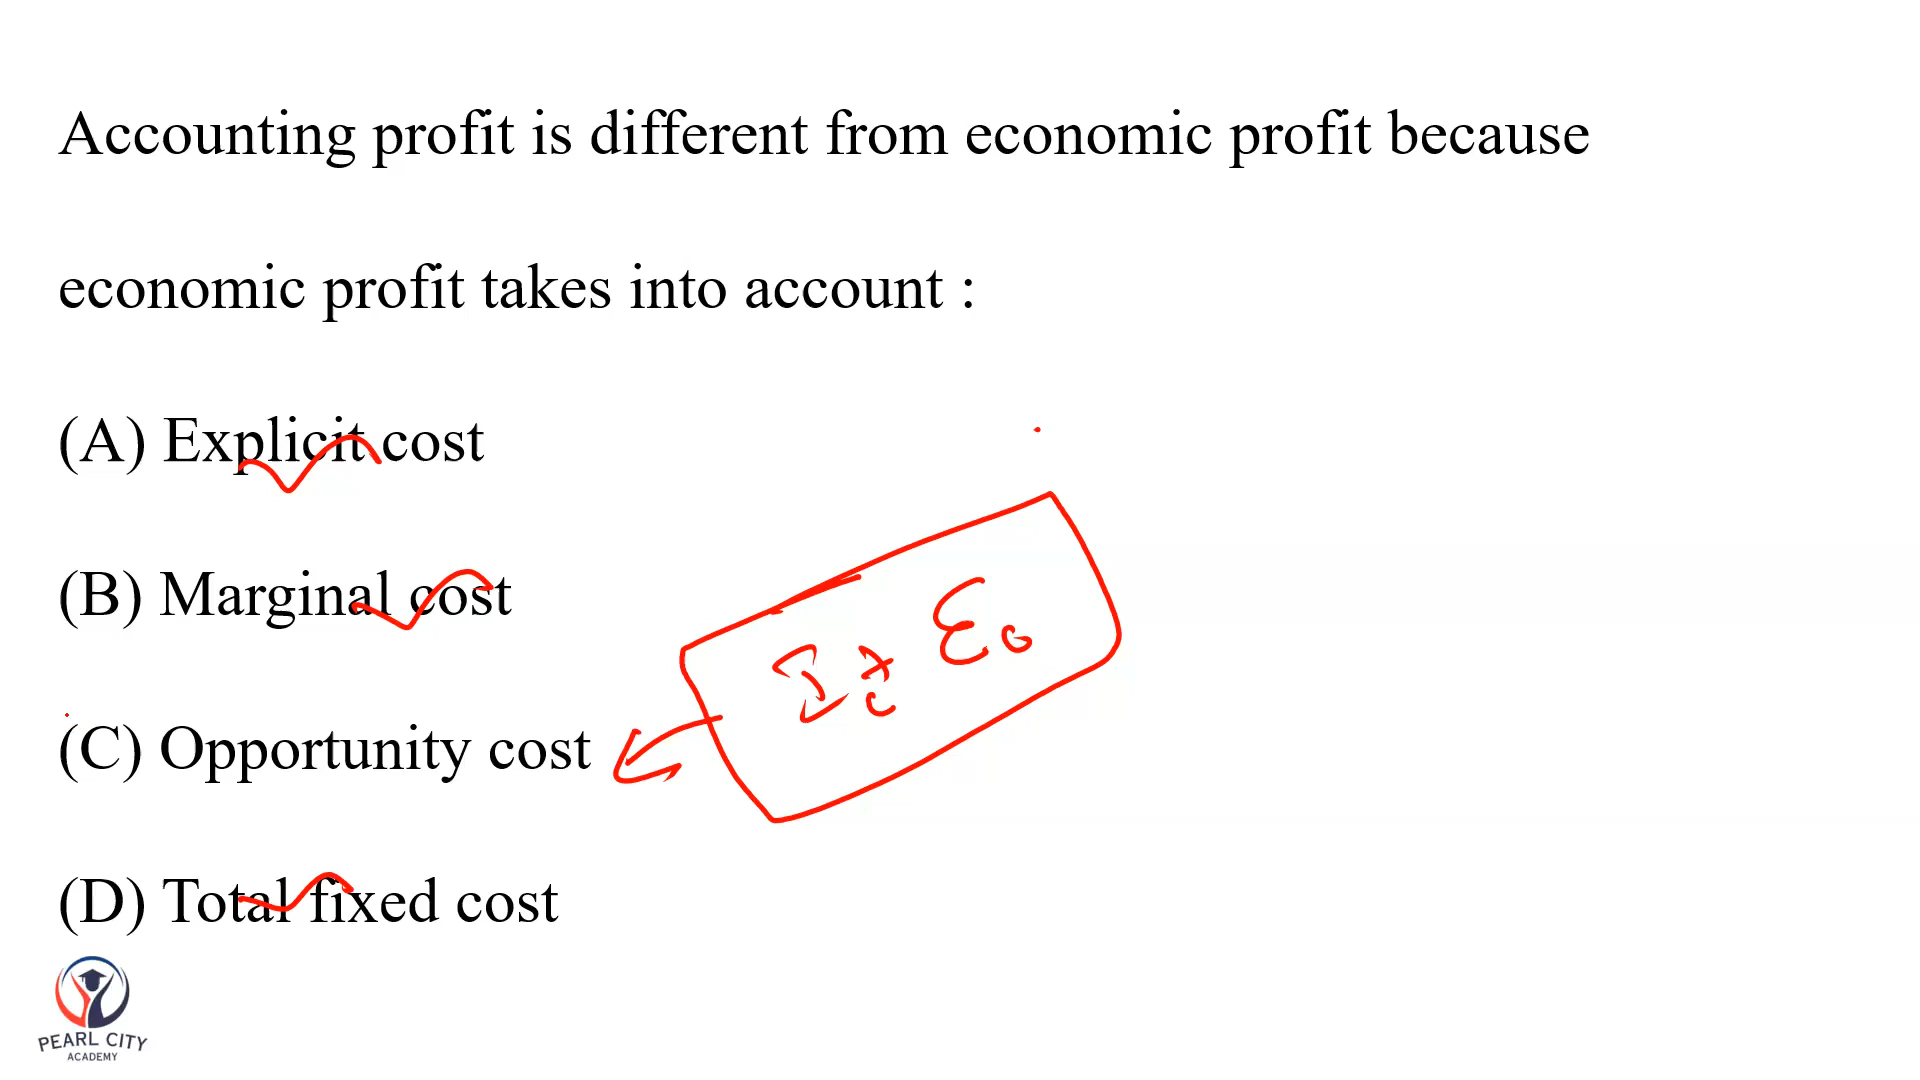 Accounting profit is different from economic profit because
economic profit takes into account :
(A) Explicit cost
(B) Marginal cost
(C) Opportunity cost
(D) Total fixed cost
PEARL CITY
ACADEMY